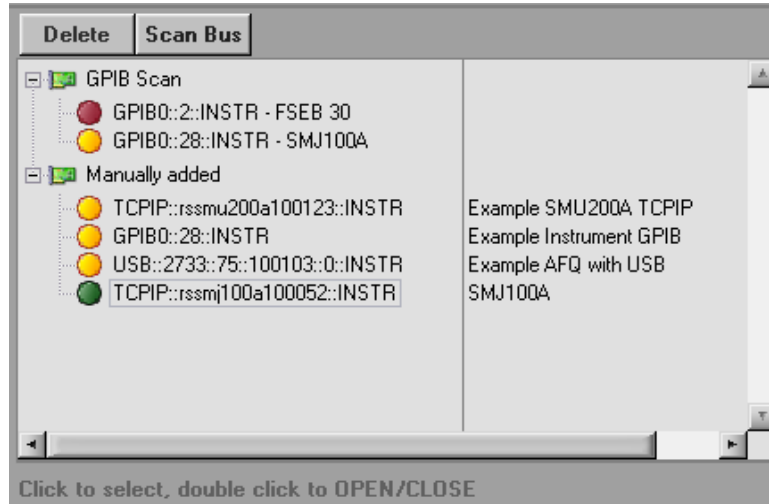 Delete Scan Bus
GPIB Scan
GPIB0::2::INSTR - FSEB 30
GPIB0::28::INSTR - SMJ100A
Manually added
TCPIP::rssmu200a100123::INSTR Example SMU200A TCPIP
GPIB0::28::INSTR Example Instrument GPIB
USB::2733::75::100103::0::INSTR Example AFQ with USB
TCPIP::rssmj100a100052::INSTR SMJ100A
Click to select, double click to OPEN/CLOSE